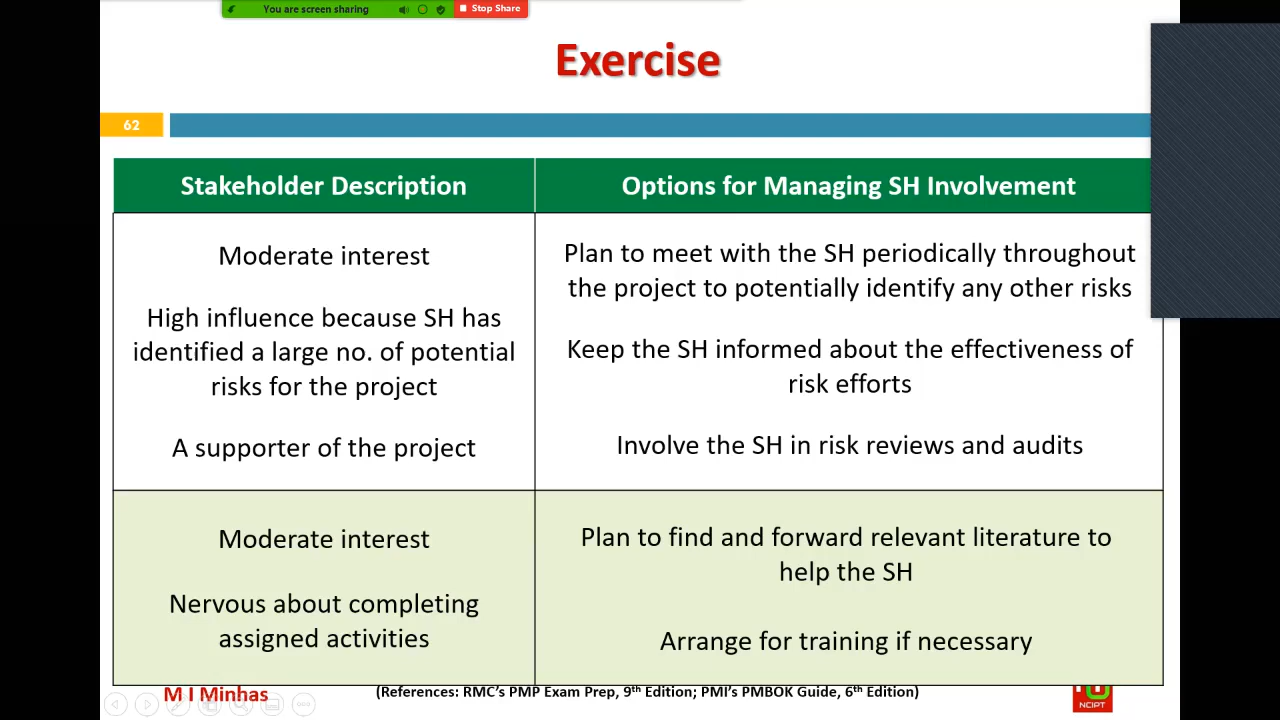 You are screen sharing
Stop Share
Exercise
62
Stakeholder Description
Options for Managing SH Involvement
Moderate interest
High influence because SH has
identified a large no. of potential
risks for the project
A supporter of the project
Plan to meet with the SH periodically throughout
the project to potentially identify any other risks
Keep the SH informed about the effectiveness of
risk efforts
Involve the SH in risk reviews and audits
Moderate interest
Nervous about completing
assigned activities
Plan to find and forward relevant literature to
help the SH
Arrange for training if necessary
M I Minhas
(References: RMC's PMP Exam Prep, 9th Edition; PMI's PMBOK Guide, 6th Edition)
NCIPT